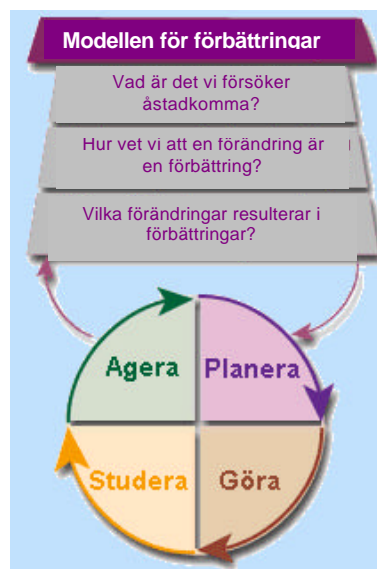 Modellen för förbättringar
Vad är det vi försöker
åstadkomma?
Hur vet vi att en förändring är
en förbättring?
Vilka förändringar resulterar i
förbättringar?
Agera Planera
Studera Göra